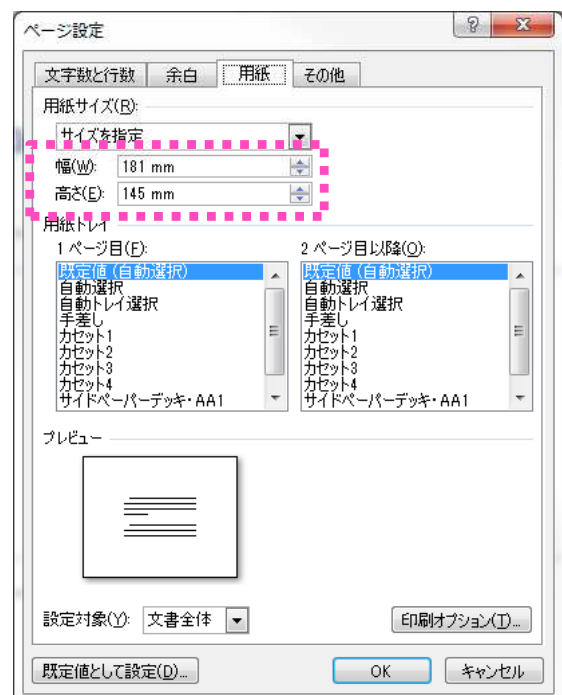 ページ設定
文字数と行数 余白 用紙 その他
用紙サイズ(R):
サイズを指定
幅(W): 181 mm
高さ(E): 145 mm
用紙トレイ
1 ページ目(F): 2 ページ目以降(O):
既定値 (自動選択) 既定値 (自動選択)
自動選択 自動選択
自動トレイ選択 自動トレイ選択
手差し 手差し
カセット1 カセット1
カセット2 カセット2
カセット3 カセット3
カセット4 カセット4
サイドペーパーデッキ・AA1 サイドペーパーデッキ・AA1
プレビュー
設定対象(Y): 文書全体 印刷オプション(T)...
既定値として設定(D)... OK キャンセル